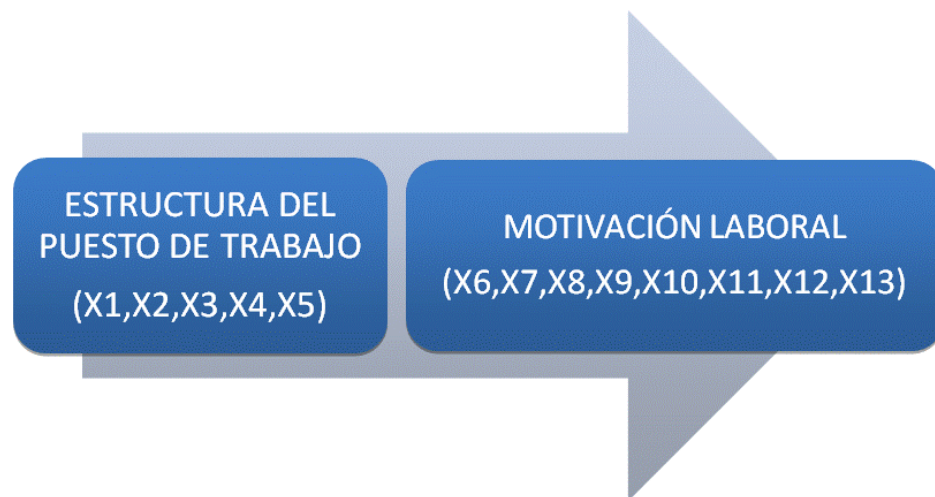 ESTRUCTURA DEL
PUESTO DE TRABAJO
(X1,X2,X3,X4,X5)
MOTIVACIÓN LABORAL
(X6,X7,X8,X9,X10,X11,X12,X13)